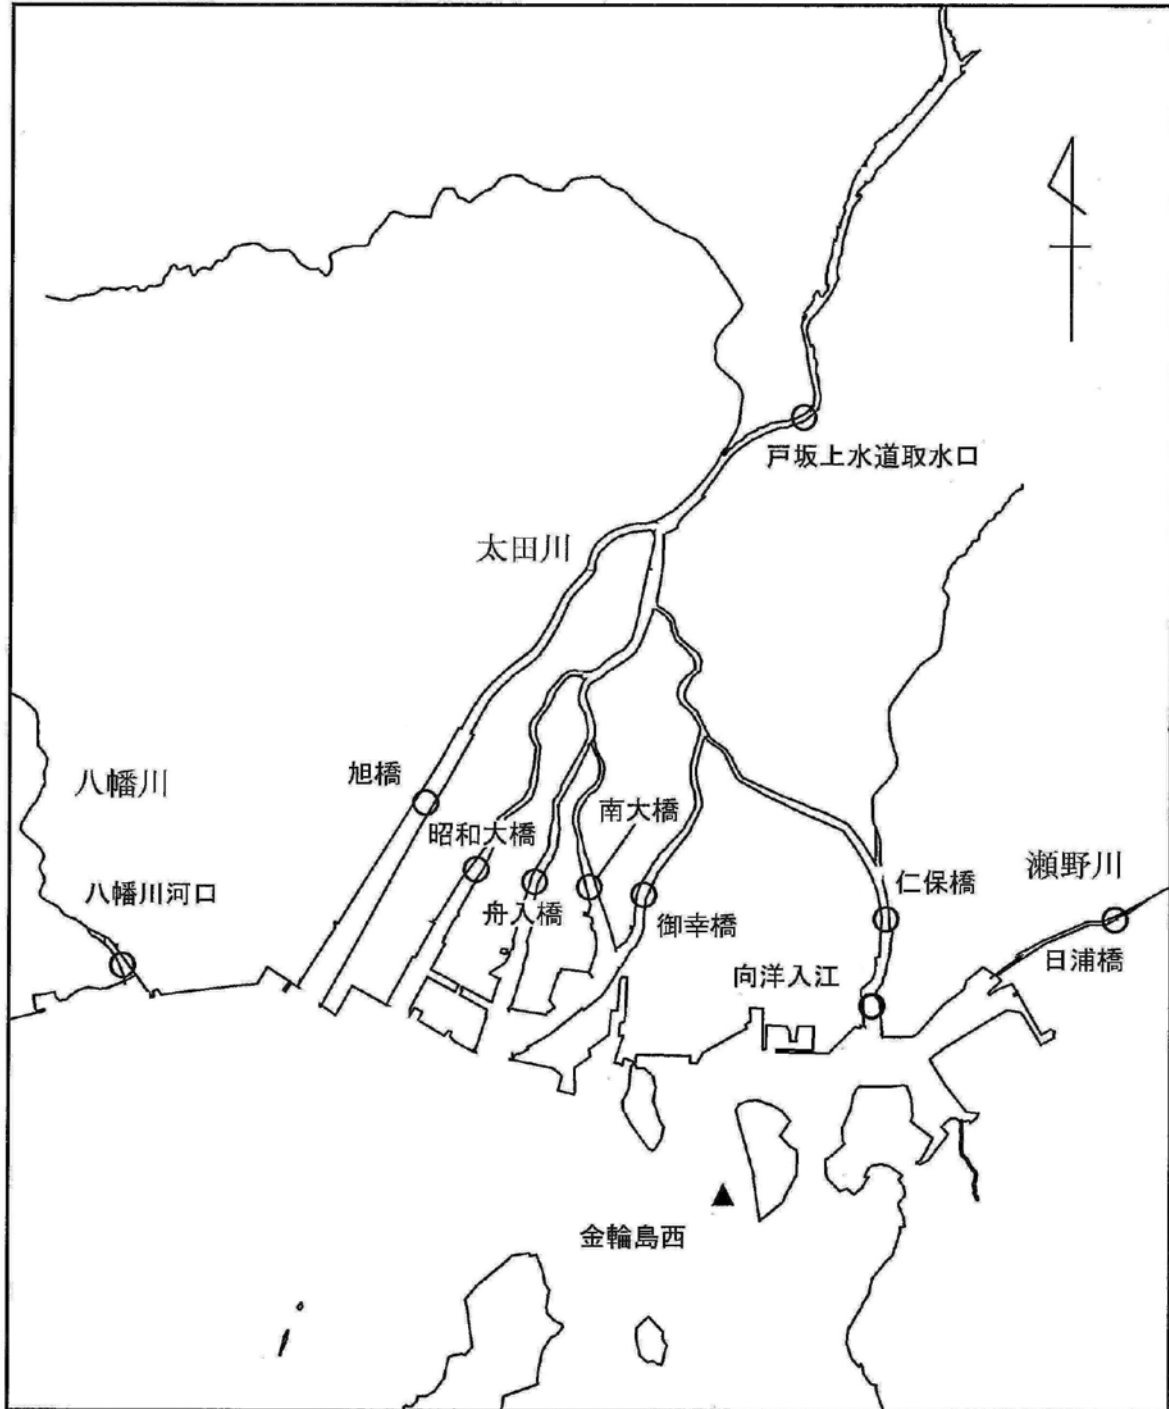 戸坂上水道取水口
太田川
八幡川
旭橋
昭和大橋
南大橋
八幡川河口
舟入橋
御幸橋
仁保橋
瀬野川
日浦橋
向洋入江
金輪島西